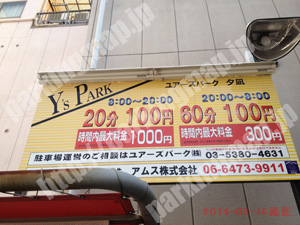 Y's PARK
ユアーズパーク 夕凪
8:00～20:00 20:00～8:00
20分100円 60分100円
時間内最大料金1000円 時間内最大料金300円
駐車場運営のご相談はユアーズパーク(株) 03-5380-4631
アムス株式会社 06-6473-9911